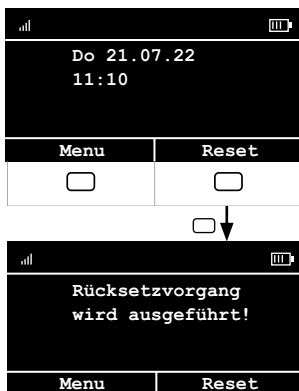 Do 21.07.22
11:10
Menu Reset
Rücksetzvorgang
wird ausgeführt!
Menu Reset